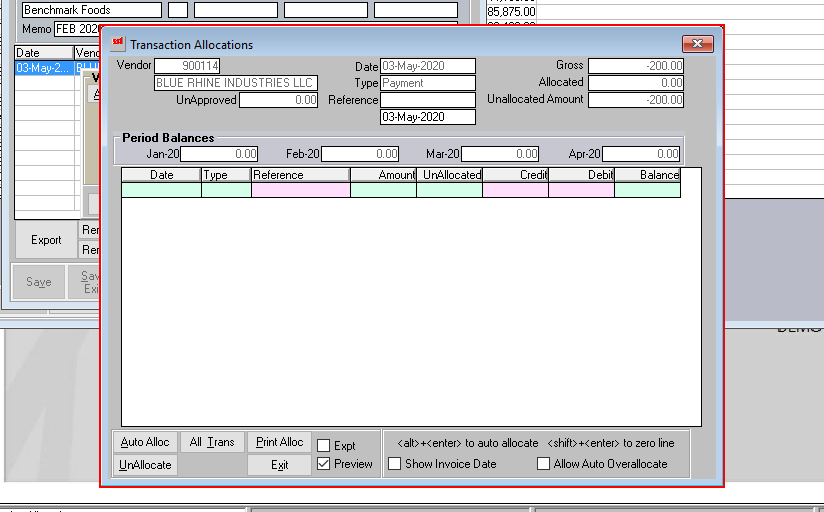 Benchmark Foods
85,875.00
Memo FEB 2020
Date Vend
03-May-2...
Export
Save
Transaction Allocations
Vendor 900114 Date 03-May-2020 Gross -200.00
BLUE RHINE INDUSTRIES LLC Type Payment Allocated 0.00
UnApproved 0.00 Reference Unallocated Amount -200.00
03-May-2020
Period Balances
Jan-20 0.00 Feb-20 0.00 Mar-20 0.00 Apr-20 0.00
Date Type Reference Amount UnAllocated Credit Debit Balance
Auto Alloc All Trans Print Alloc Expt <alt>+<enter> to auto allocate <shift>+<enter> to zero line
UnAllocate Exit Preview Show Invoice Date Allow Auto Overallocate